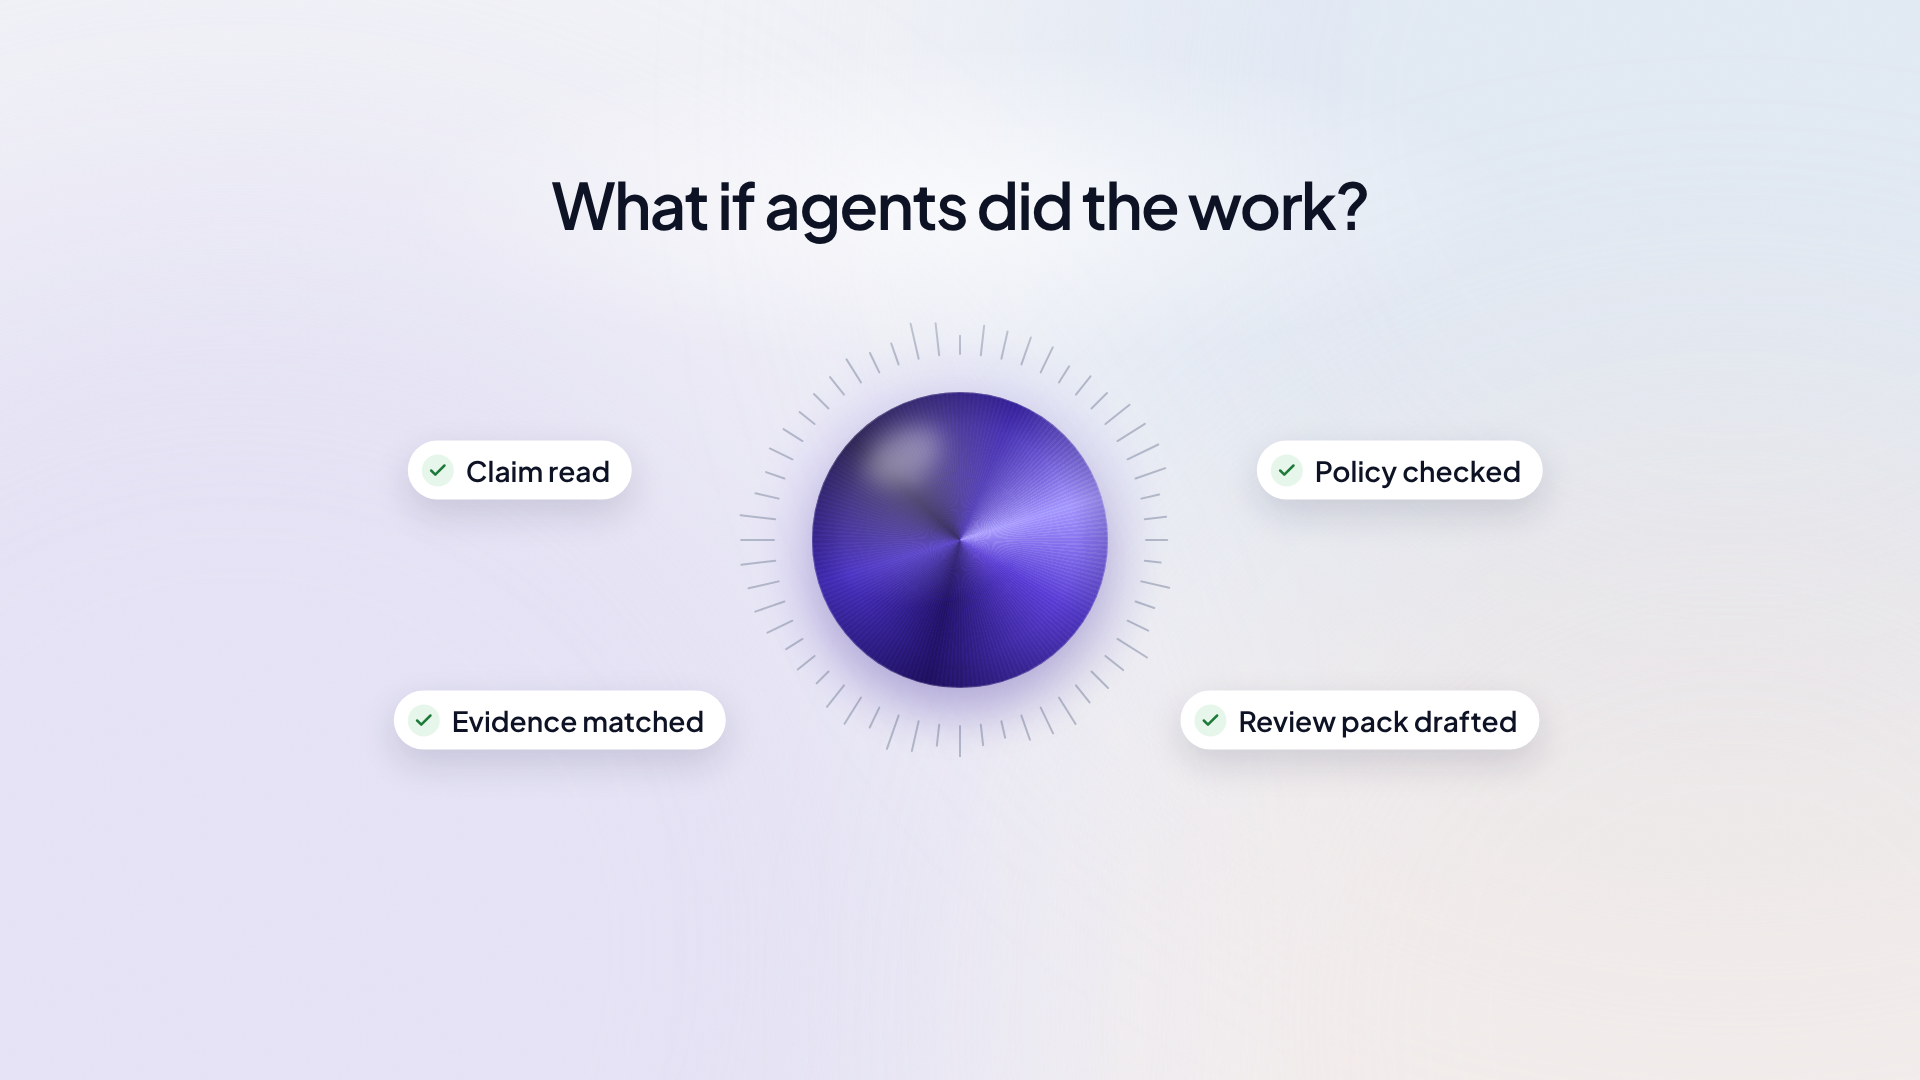 What if agents did the work?
Claim read
Policy checked
Evidence matched
Review pack drafted